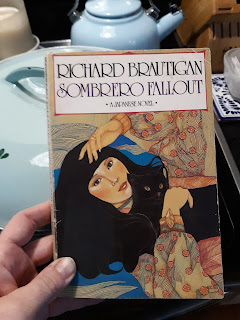 RICHARD BRAUTIGAN
SOMBRERO FALLOUT
• A JAPANESE NOVEL •